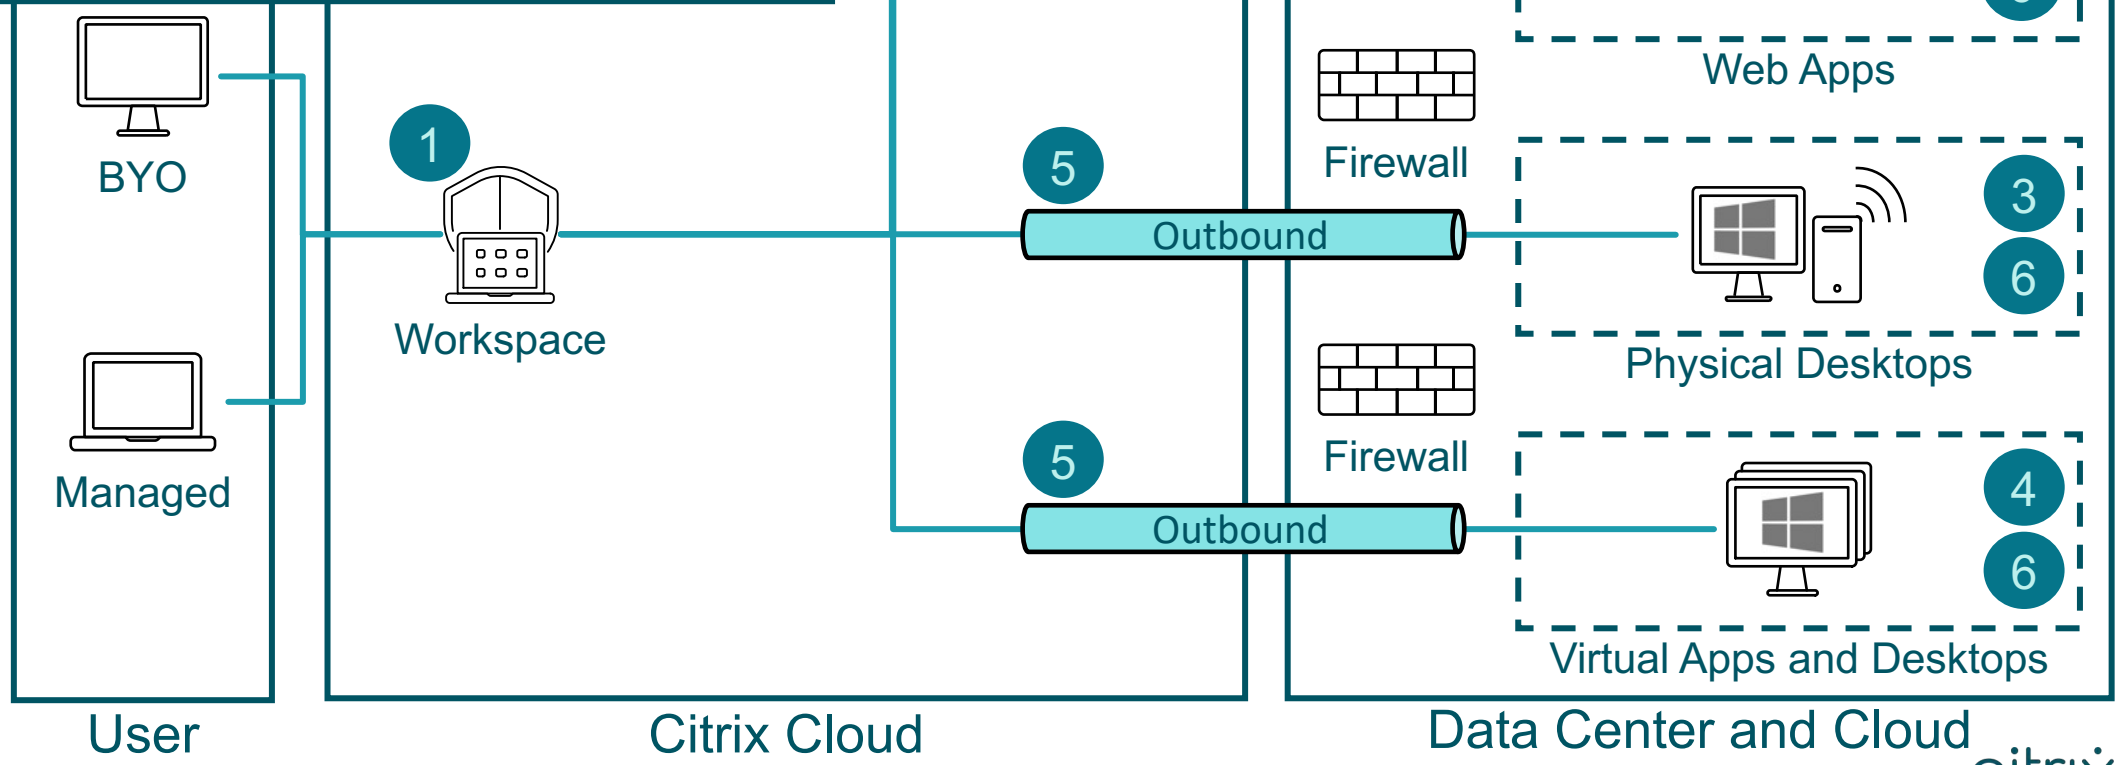 Web Apps
BYO
1
5
Firewall
3
Outbound
6
Workspace
Physical Desktops
Managed
5
Firewall
4
Outbound
6
Virtual Apps and Desktops
User
Citrix Cloud
Data Center and Cloud